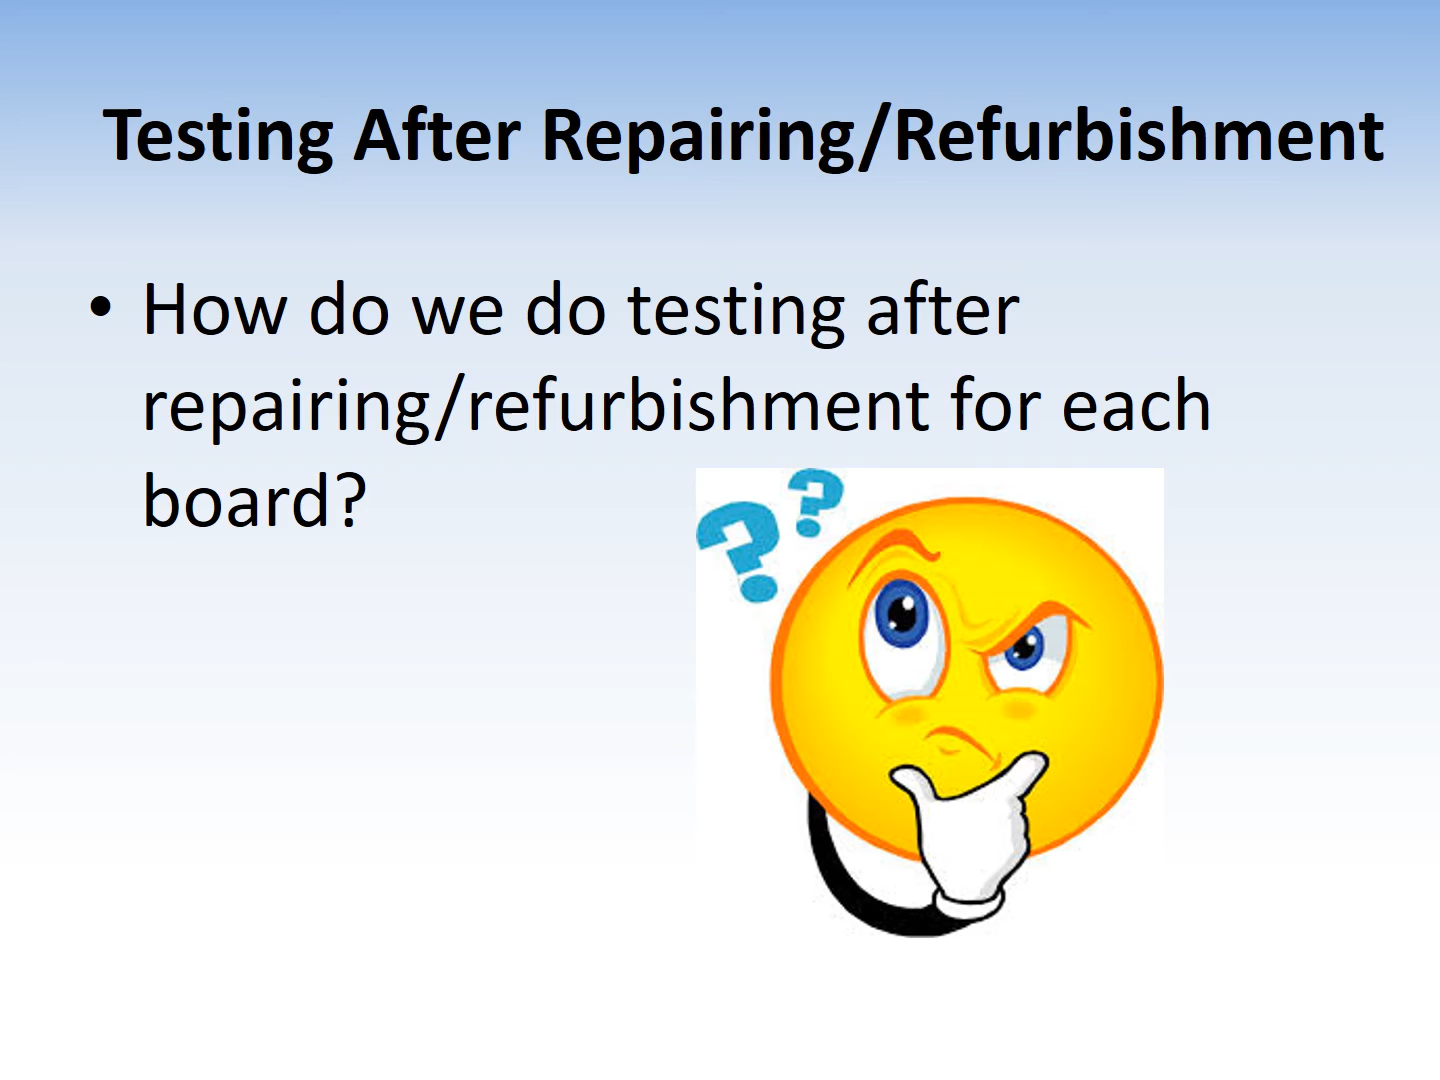 Testing After Repairing/Refurbishment
• How do we do testing after
repairing/refurbishment for each
board?
? ?